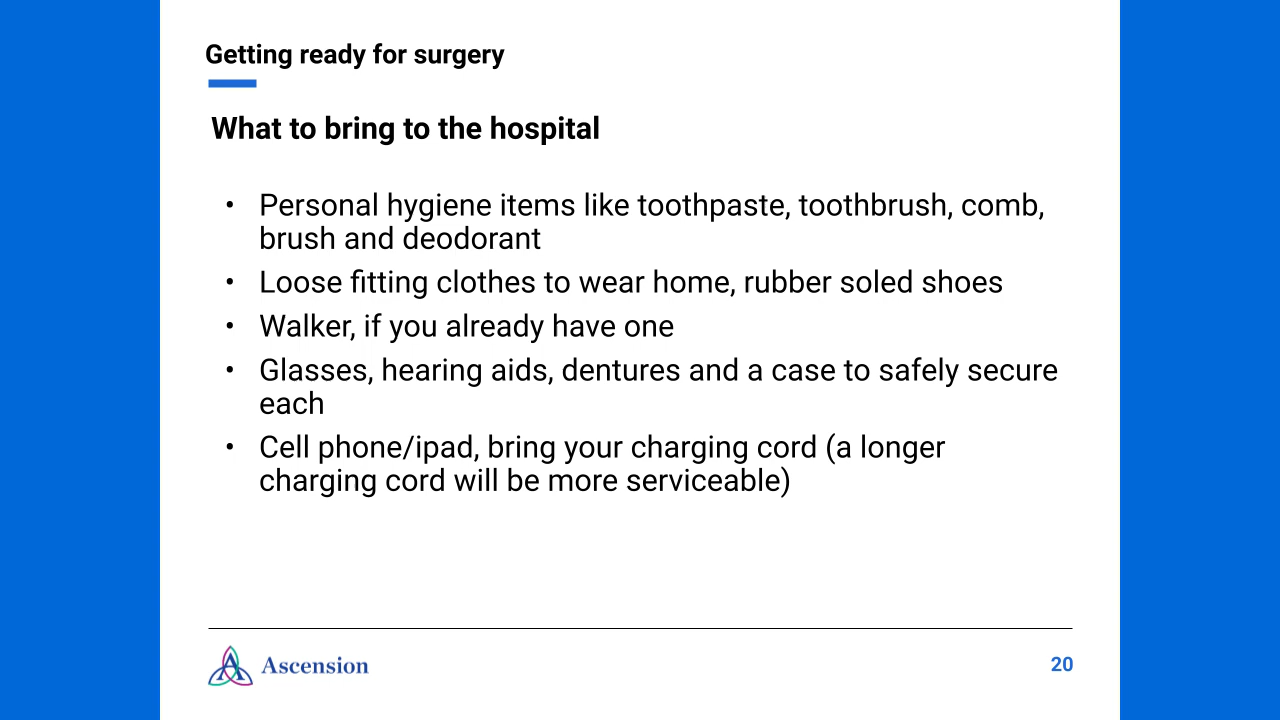 Getting ready for surgery
What to bring to the hospital
• Personal hygiene items like toothpaste, toothbrush, comb,
brush and deodorant
• Loose fitting clothes to wear home, rubber soled shoes
• Walker, if you already have one
• Glasses, hearing aids, dentures and a case to safely secure
each
• Cell phone/ipad, bring your charging cord (a longer
charging cord will be more serviceable)
Ascension
20